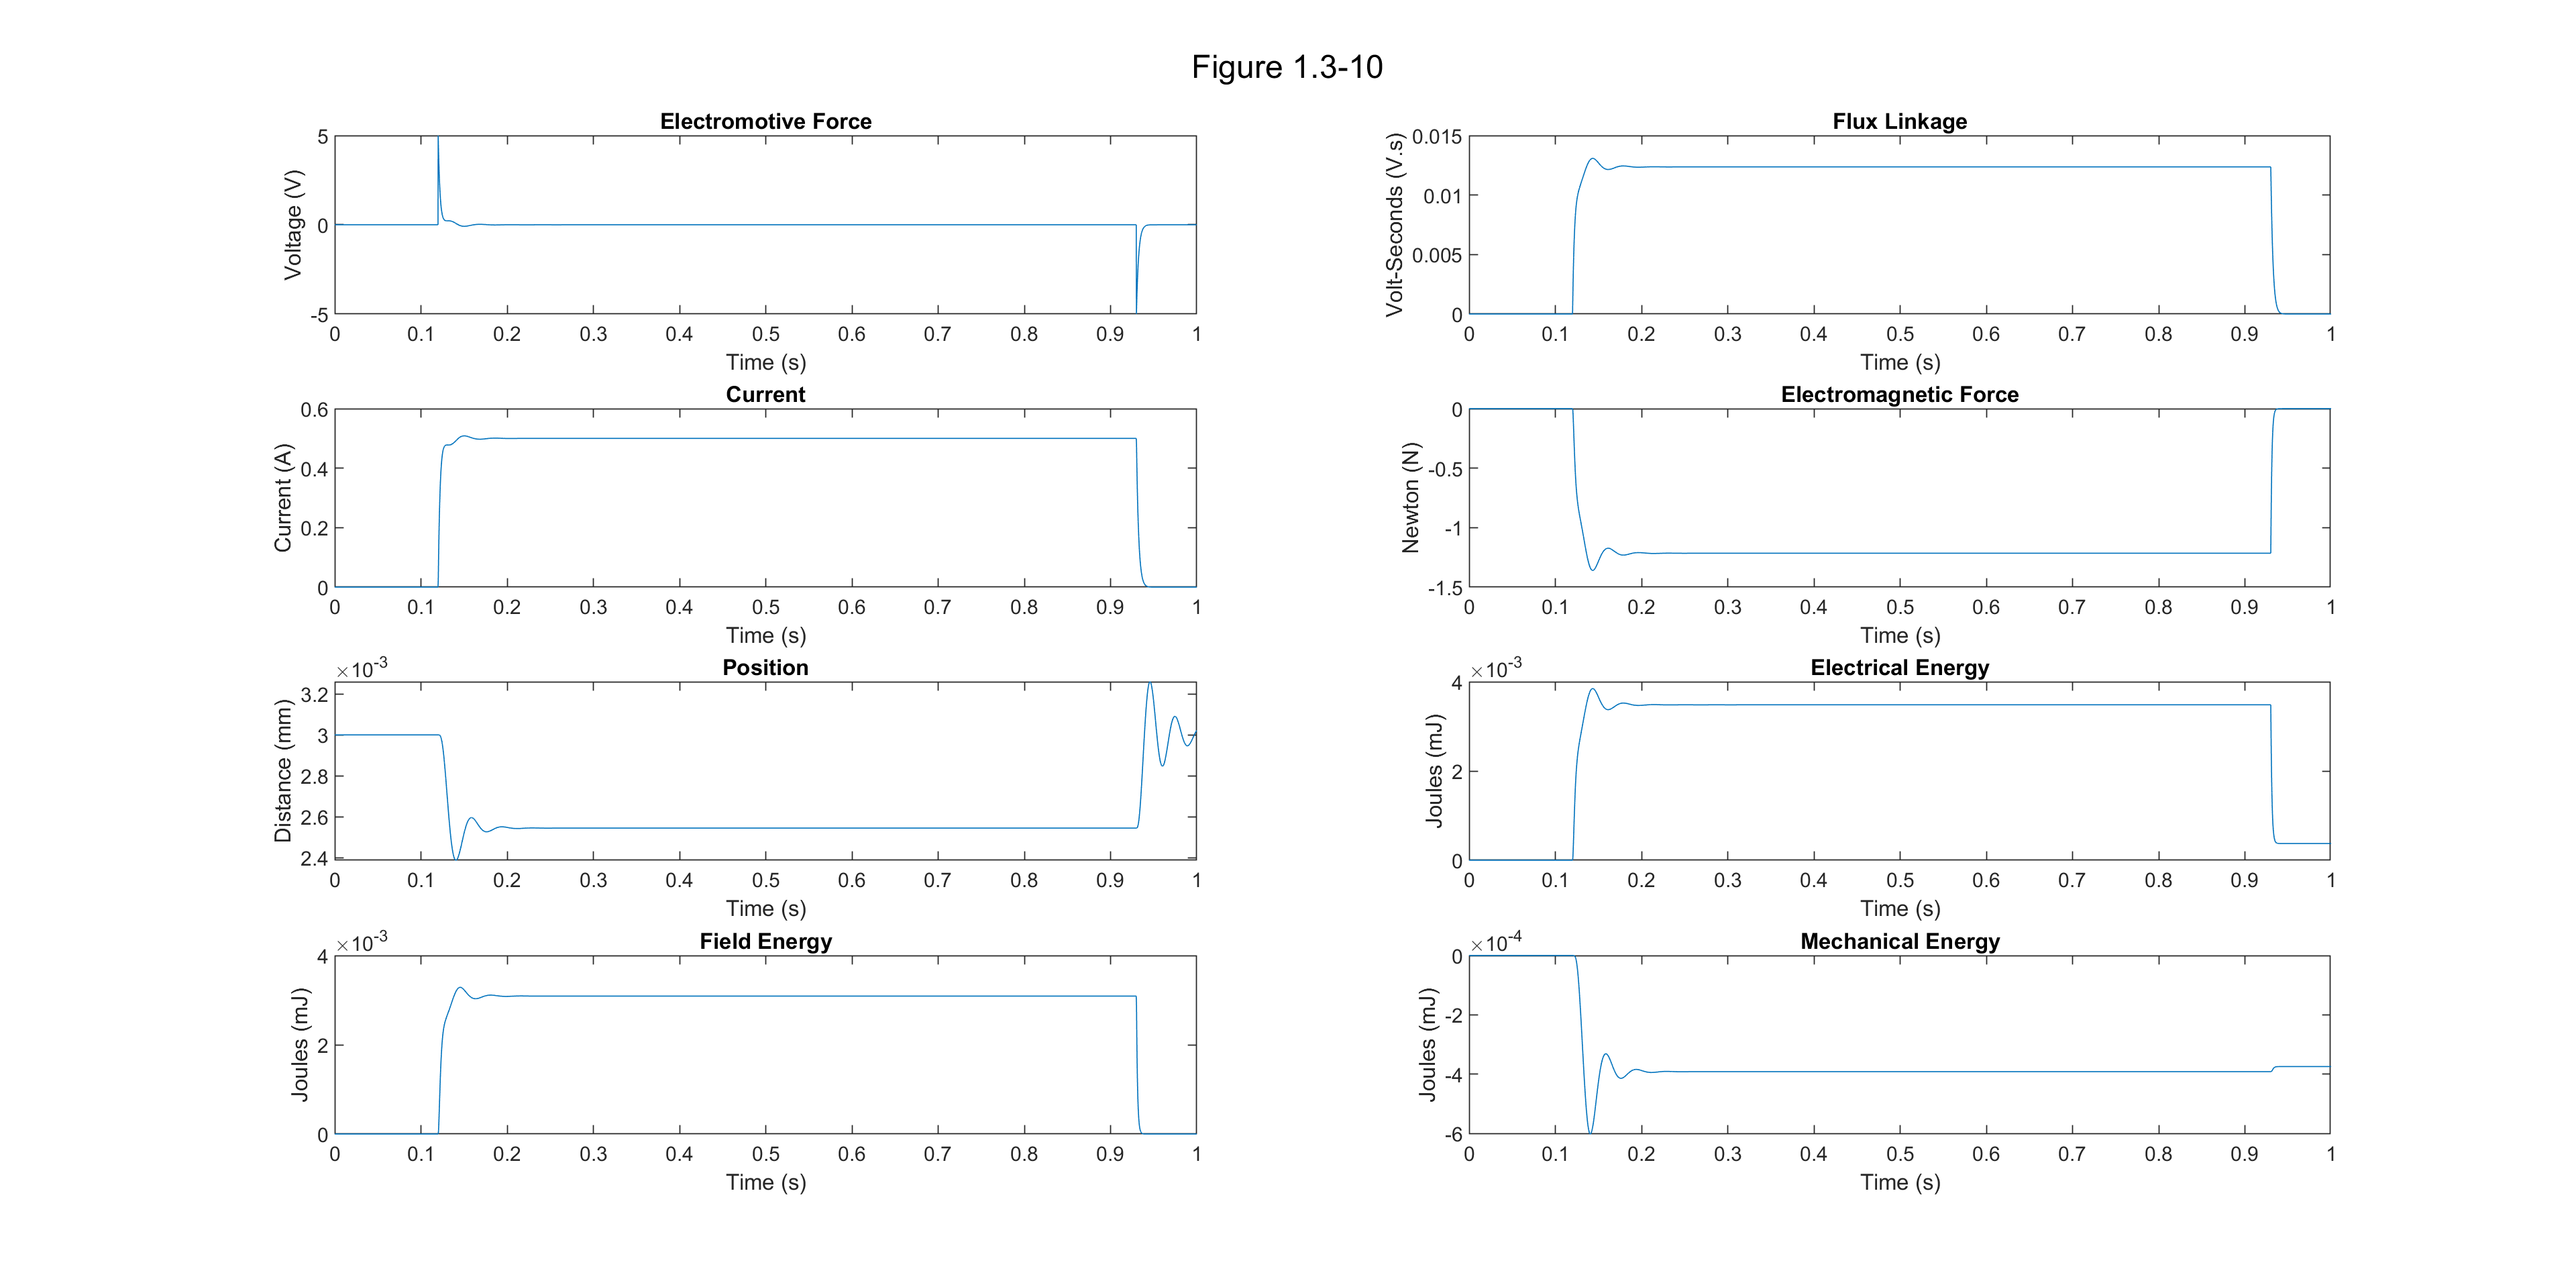 Figure 1.3-10
Electromotive Force
Voltage (V)
5
0
-5
0 0.1 0.2 0.3 0.4 0.5 0.6 0.7 0.8 0.9 1
Time (s)
Flux Linkage
Volt-Seconds (V.s)
0.015
0.01
0.005
0
0 0.1 0.2 0.3 0.4 0.5 0.6 0.7 0.8 0.9 1
Time (s)
Current
Current (A)
0.6
0.4
0.2
0
0 0.1 0.2 0.3 0.4 0.5 0.6 0.7 0.8 0.9 1
Time (s)
Electromagnetic Force
Newton (N)
0
-0.5
-1
-1.5
0 0.1 0.2 0.3 0.4 0.5 0.6 0.7 0.8 0.9 1
Time (s)
Position
×10-3
Distance (mm)
3.2
3
2.8
2.6
2.4
0 0.1 0.2 0.3 0.4 0.5 0.6 0.7 0.8 0.9 1
Time (s)
Electrical Energy
×10-3
Joules (mJ)
4
2
0
0 0.1 0.2 0.3 0.4 0.5 0.6 0.7 0.8 0.9 1
Time (s)
Field Energy
×10-3
Joules (mJ)
4
2
0
0 0.1 0.2 0.3 0.4 0.5 0.6 0.7 0.8 0.9 1
Time (s)
Mechanical Energy
×10-4
Joules (mJ)
0
-2
-4
-6
0 0.1 0.2 0.3 0.4 0.5 0.6 0.7 0.8 0.9 1
Time (s)